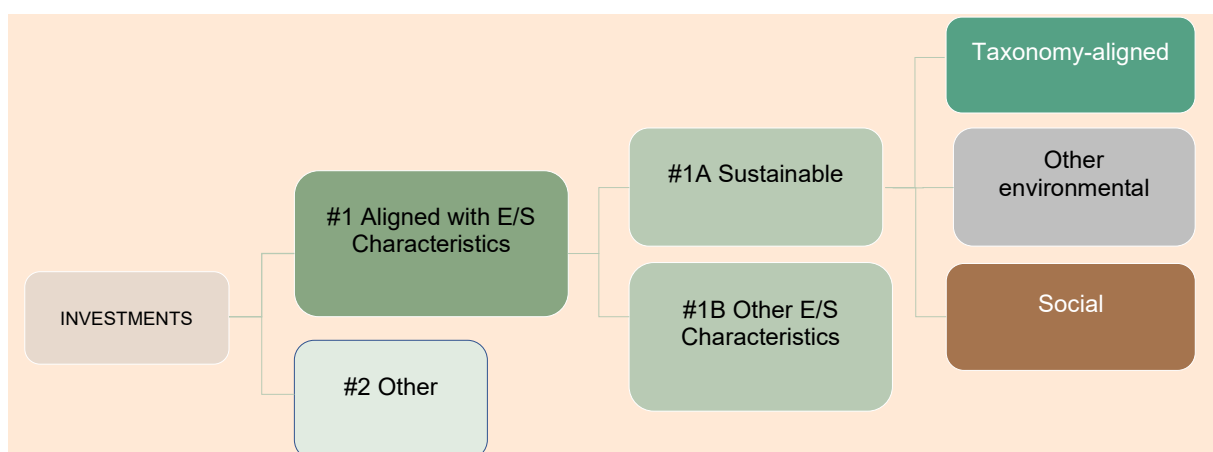 INVESTMENTS
#1 Aligned with E/S
Characteristics
#2 Other
#1A Sustainable
#1B Other E/S
Characteristics
Taxonomy-aligned
Other
environmental
Social